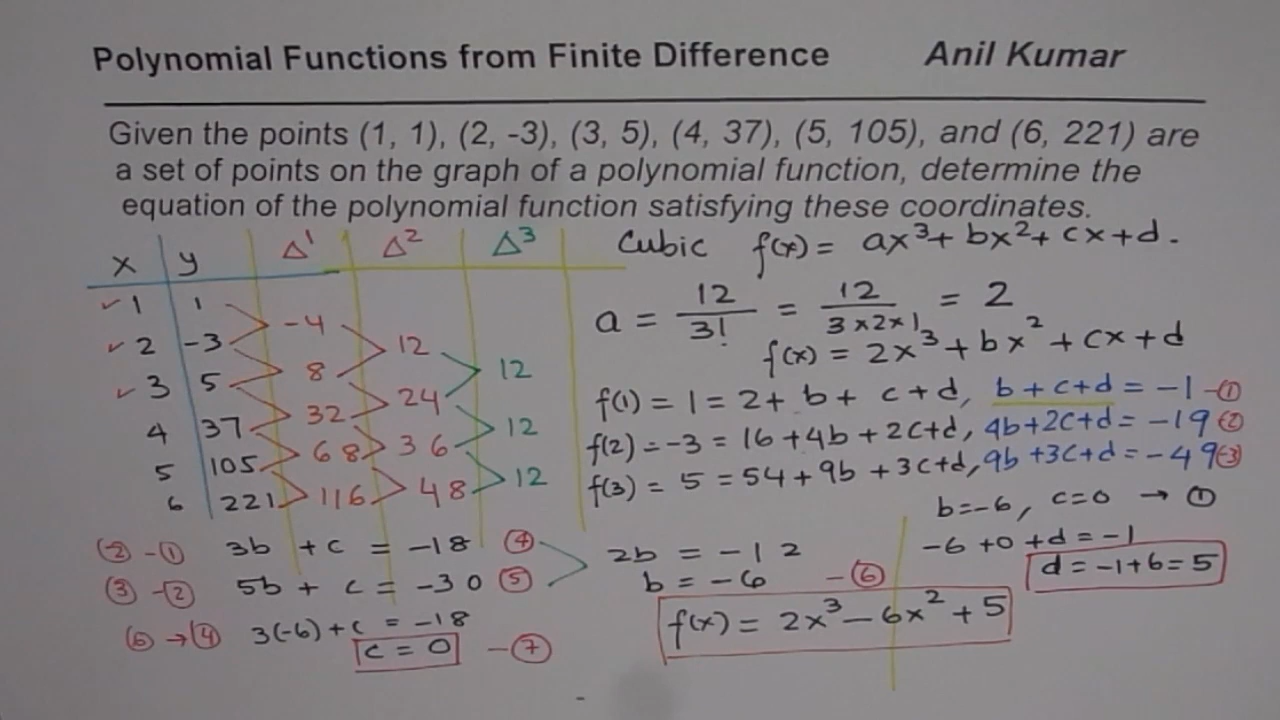 Polynomial Functions from Finite Difference Anil Kumar
Given the points (1, 1), (2, -3), (3, 5), (4, 37), (5, 105), and (6, 221) are
a set of points on the graph of a polynomial function, determine the
equation of the polynomial function satisfying these coordinates.
x y Δ¹ Δ² Δ³
✓ 1 1
-4
✓ 2 -3 12
8 12
✓ 3 5 24
32 12
4 37 36
68 12
5 105 48
116
6 221
Cubic f(x) = ax³ + bx² + cx + d.
a = 12/3! = 12/(3×2×1) = 2
f(x) = 2x³ + bx² + cx + d
f(1) = 1 = 2 + b + c + d, b + c + d = -1 -①
f(2) = -3 = 16 + 4b + 2c + d, 4b + 2c + d = -19 -②
f(3) = 5 = 54 + 9b + 3c + d, 9b + 3c + d = -49 -③
② - ① 3b + c = -18 ④
③ - ② 5b + c = -30 ⑤
⑥ → ④ 3(-6) + c = -18
c = 0 -⑦
2b = -12
b = -6 -⑥
b = -6, c = 0 → ①
-6 + 0 + d = -1
d = -1 + 6 = 5
f(x) = 2x³ - 6x² + 5